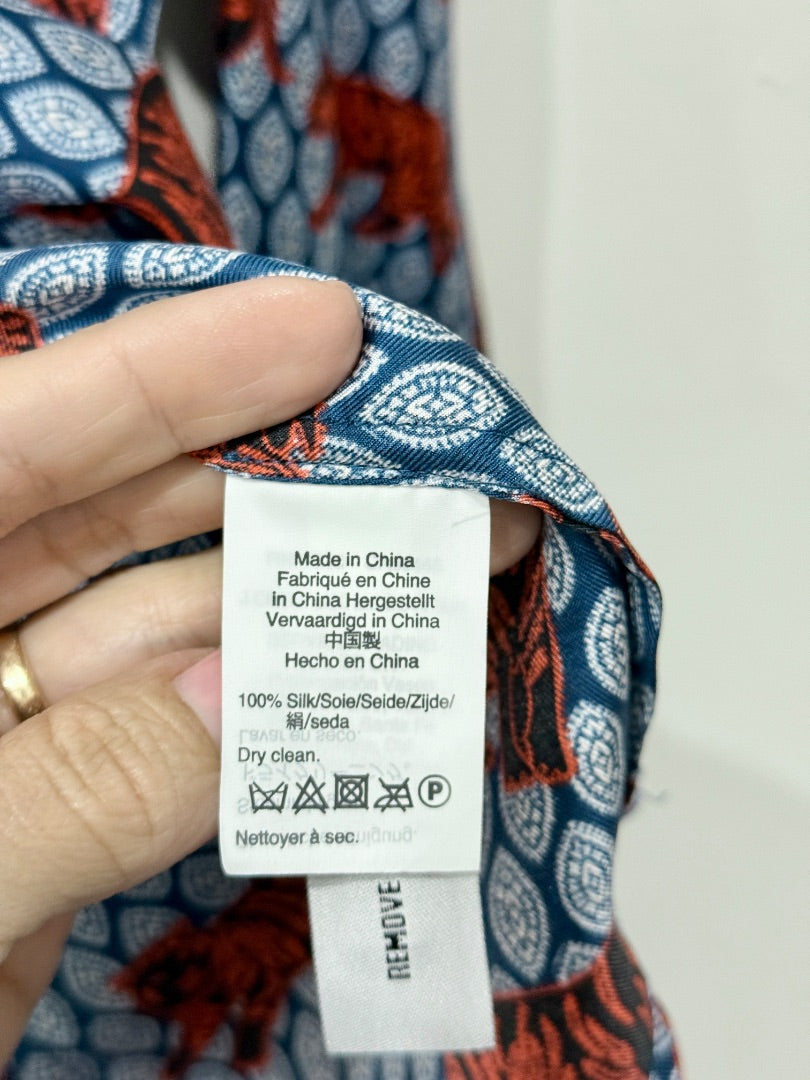 Made in China
Fabriqué en Chine
in China Hergestellt
Vervaardigd in China
中国製
Hecho en China
100% Silk/Soie/Seide/Zijde/
絹/seda
Dry clean.
P
Nettoyer à sec.
REMOVE